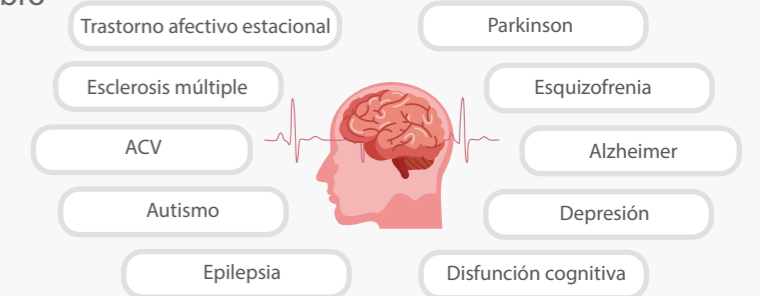 Trastorno afectivo estacional
Parkinson
Esclerosis múltiple
Esquizofrenia
ACV
Alzheimer
Autismo
Depresión
Epilepsia
Disfunción cognitiva